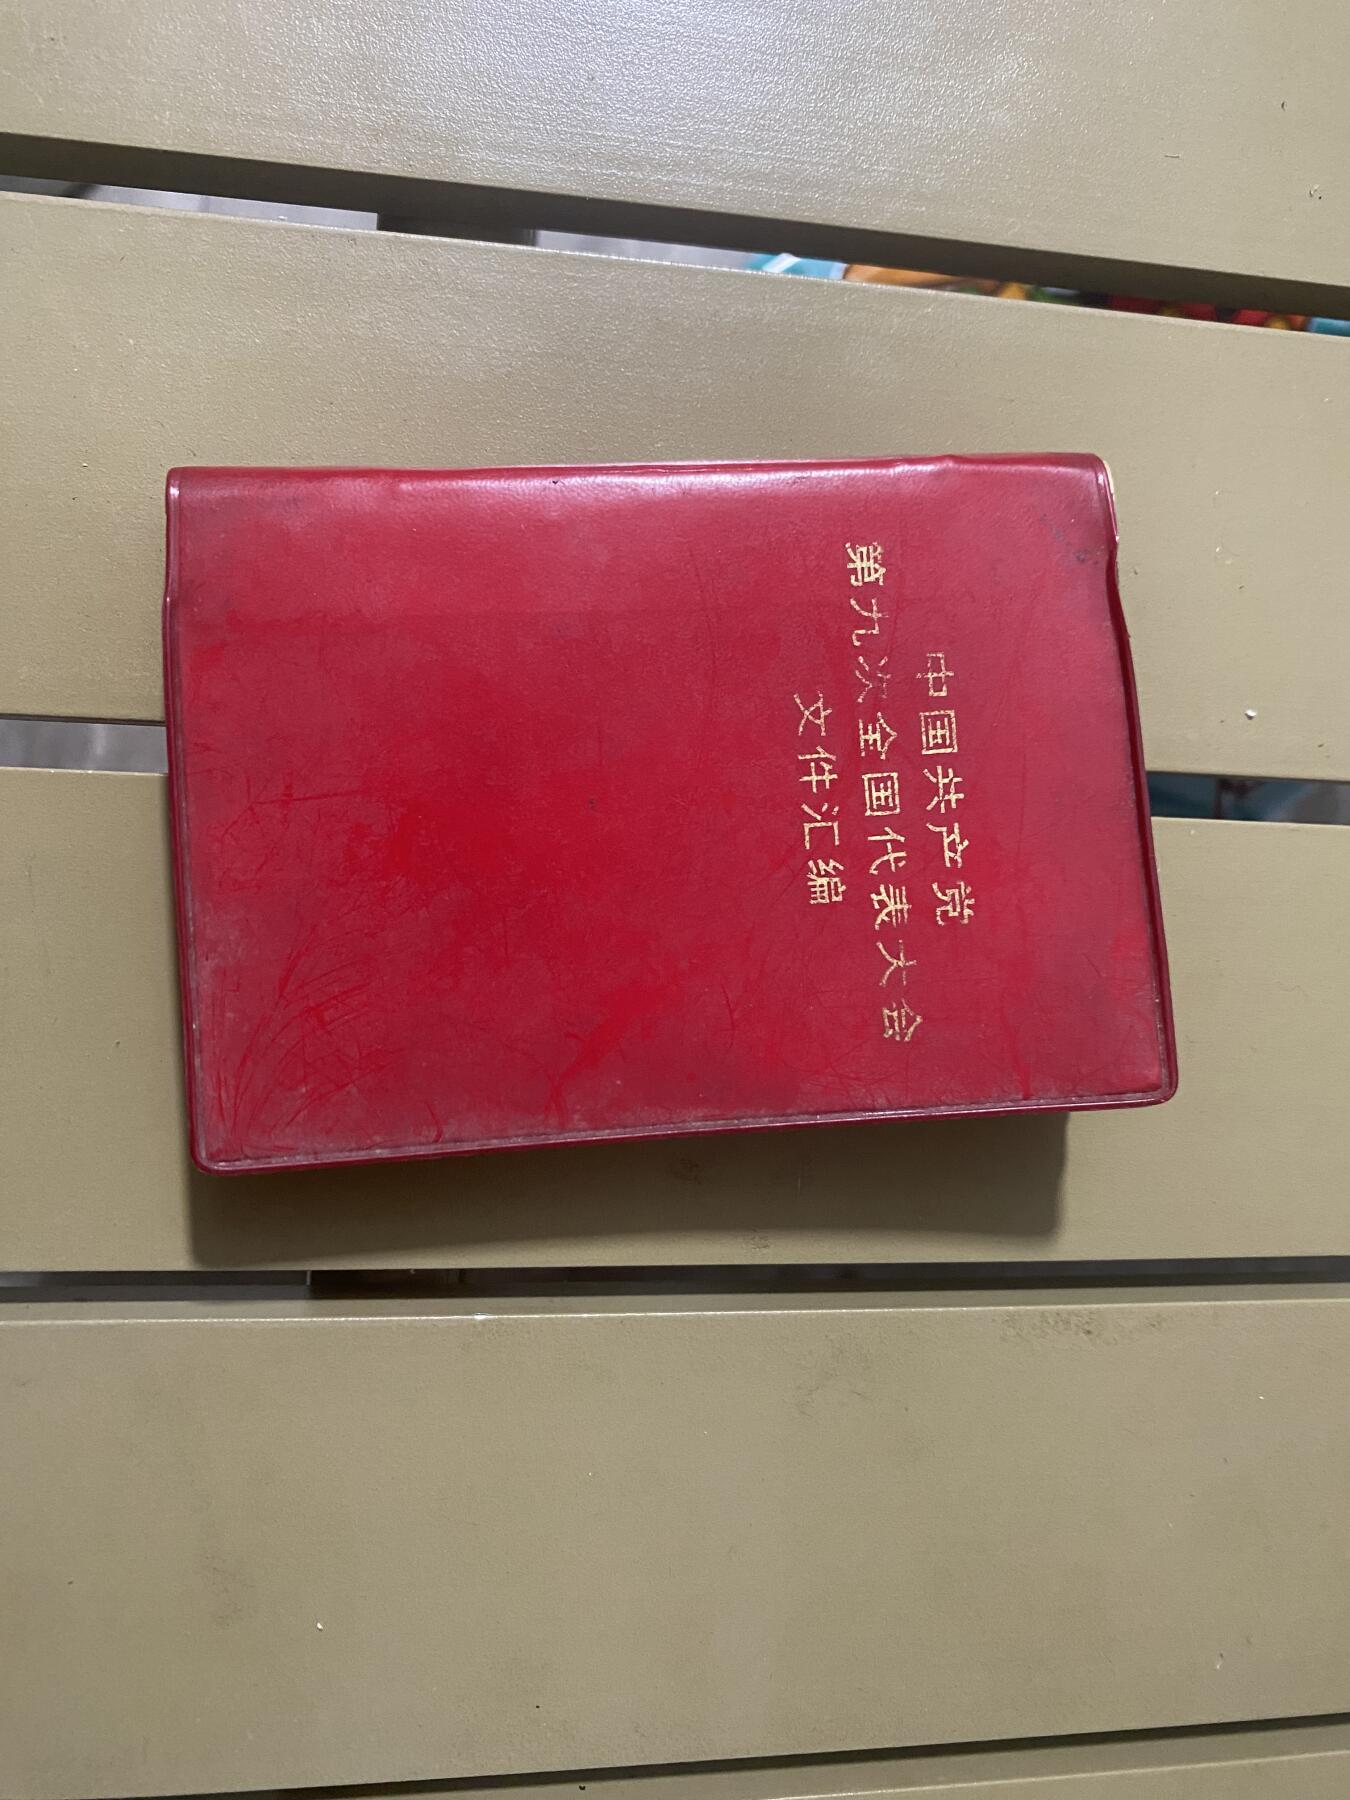 中国共产党
第九次全国代表大会
文件汇编